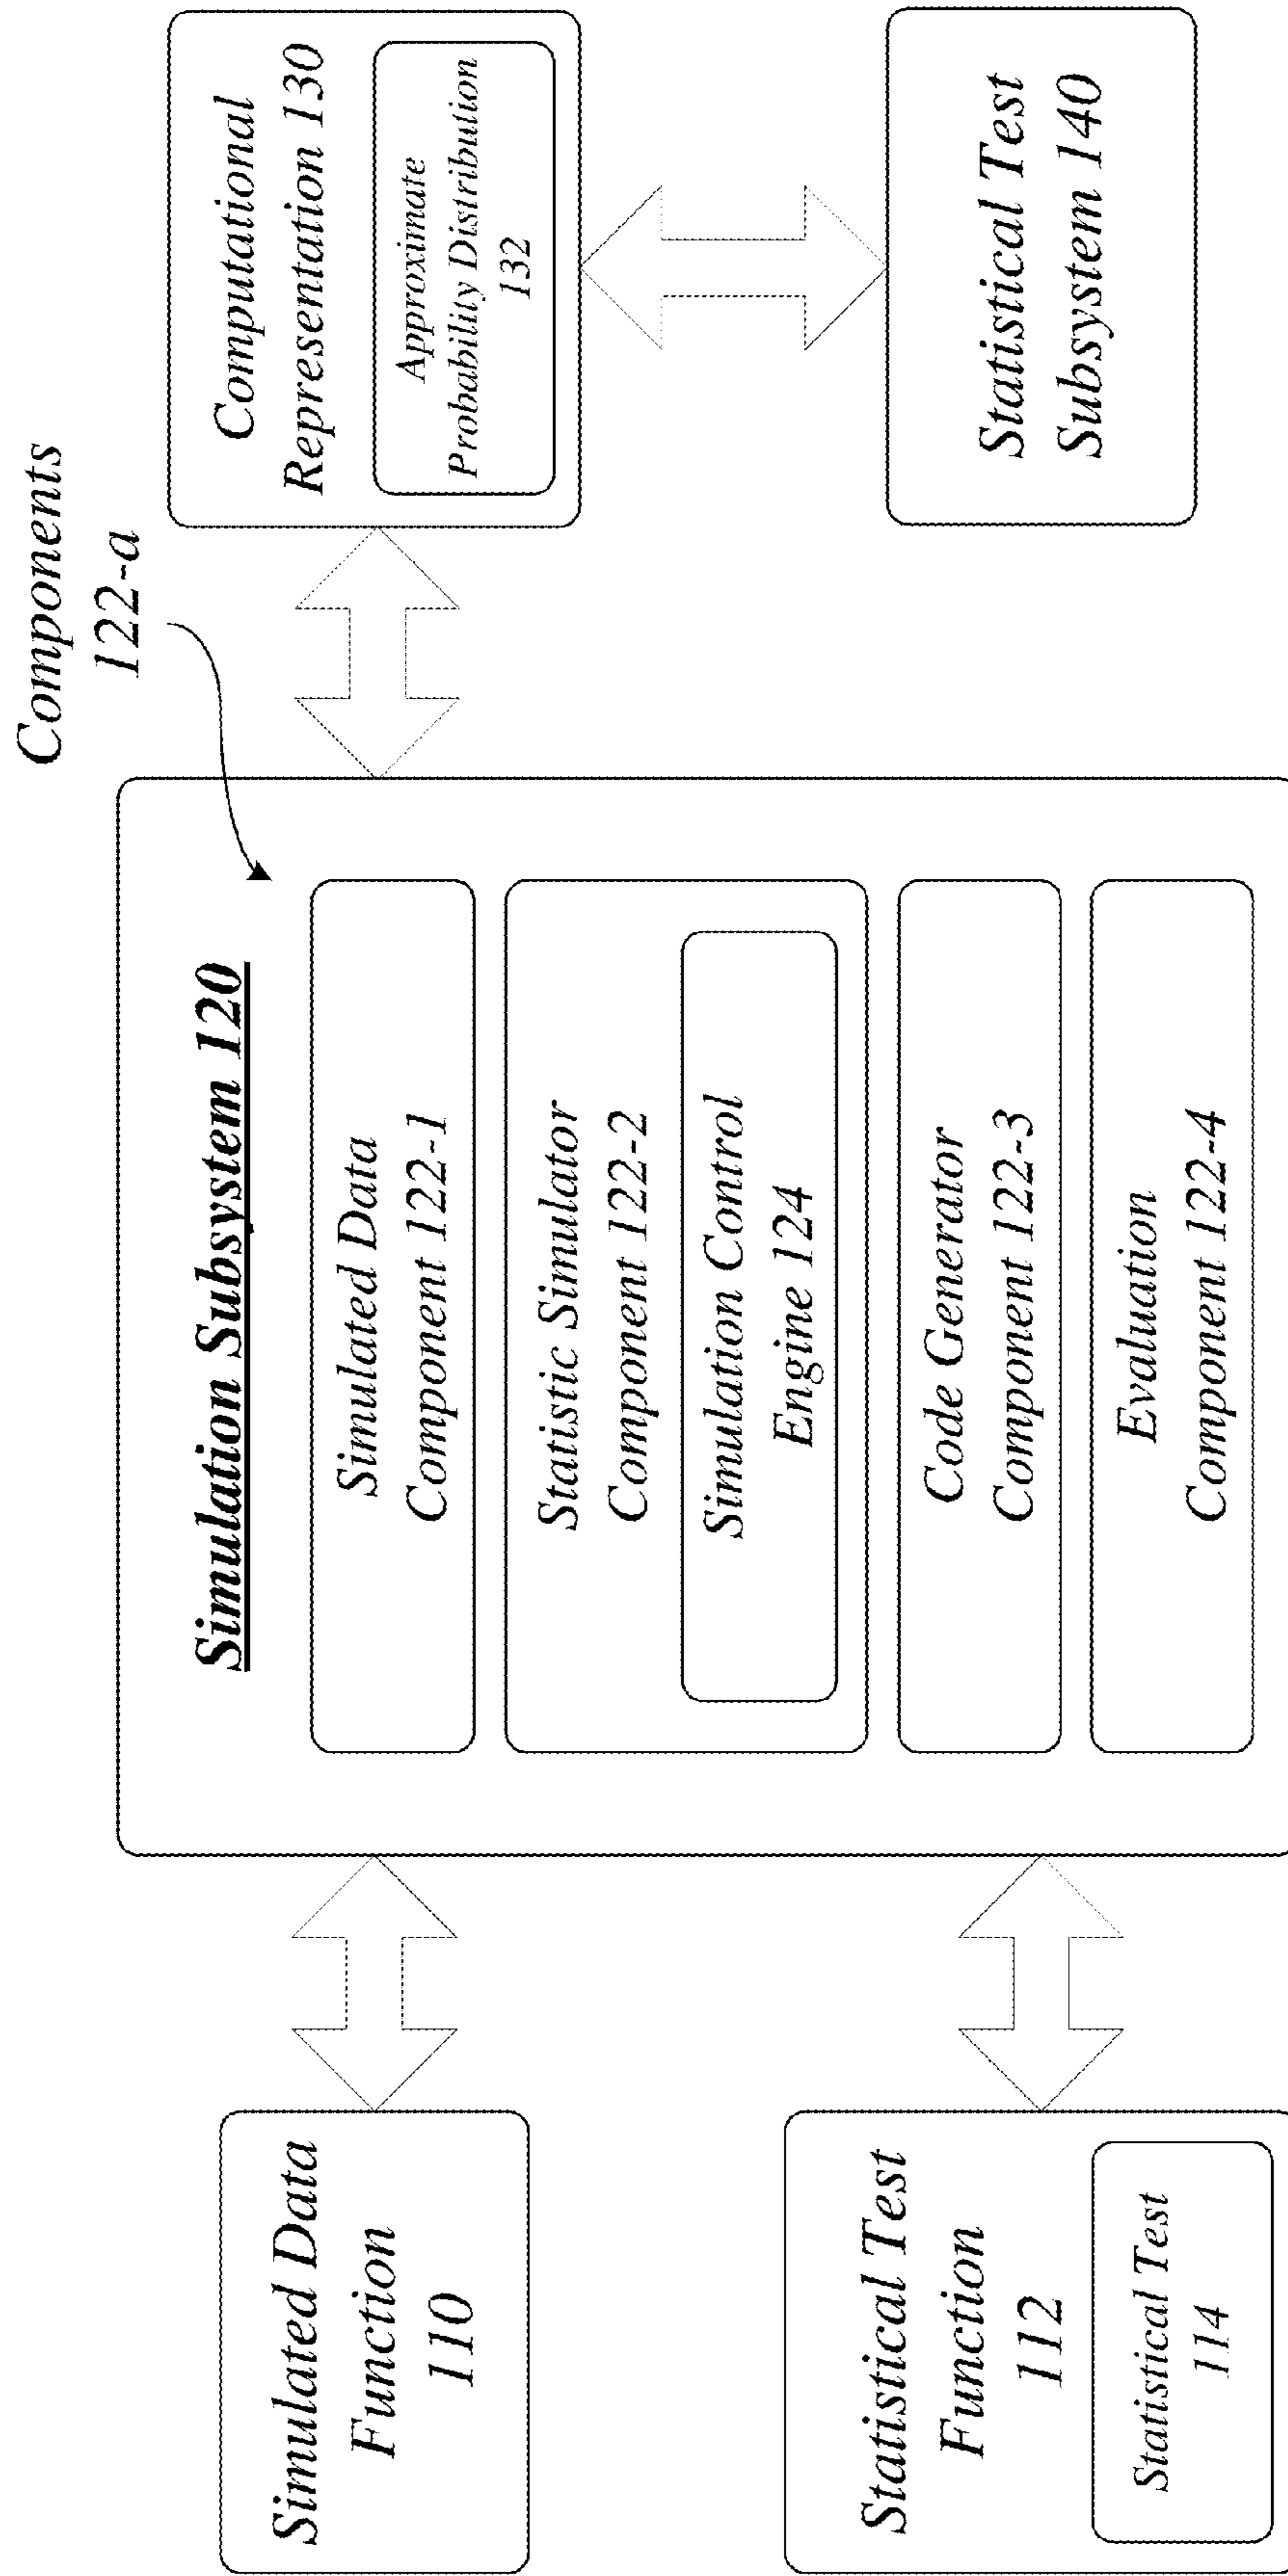 Simulated Data
Function
110
Statistical Test
Function
112
Statistical Test
114
Components
122-a
Simulation Subsystem 120
Simulated Data
Component 122-1
Statistic Simulator
Component 122-2
Simulation Control
Engine 124
Code Generator
Component 122-3
Evaluation
Component 122-4
Computational
Representation 130
Approximate
Probability Distribution
132
Statistical Test
Subsystem 140